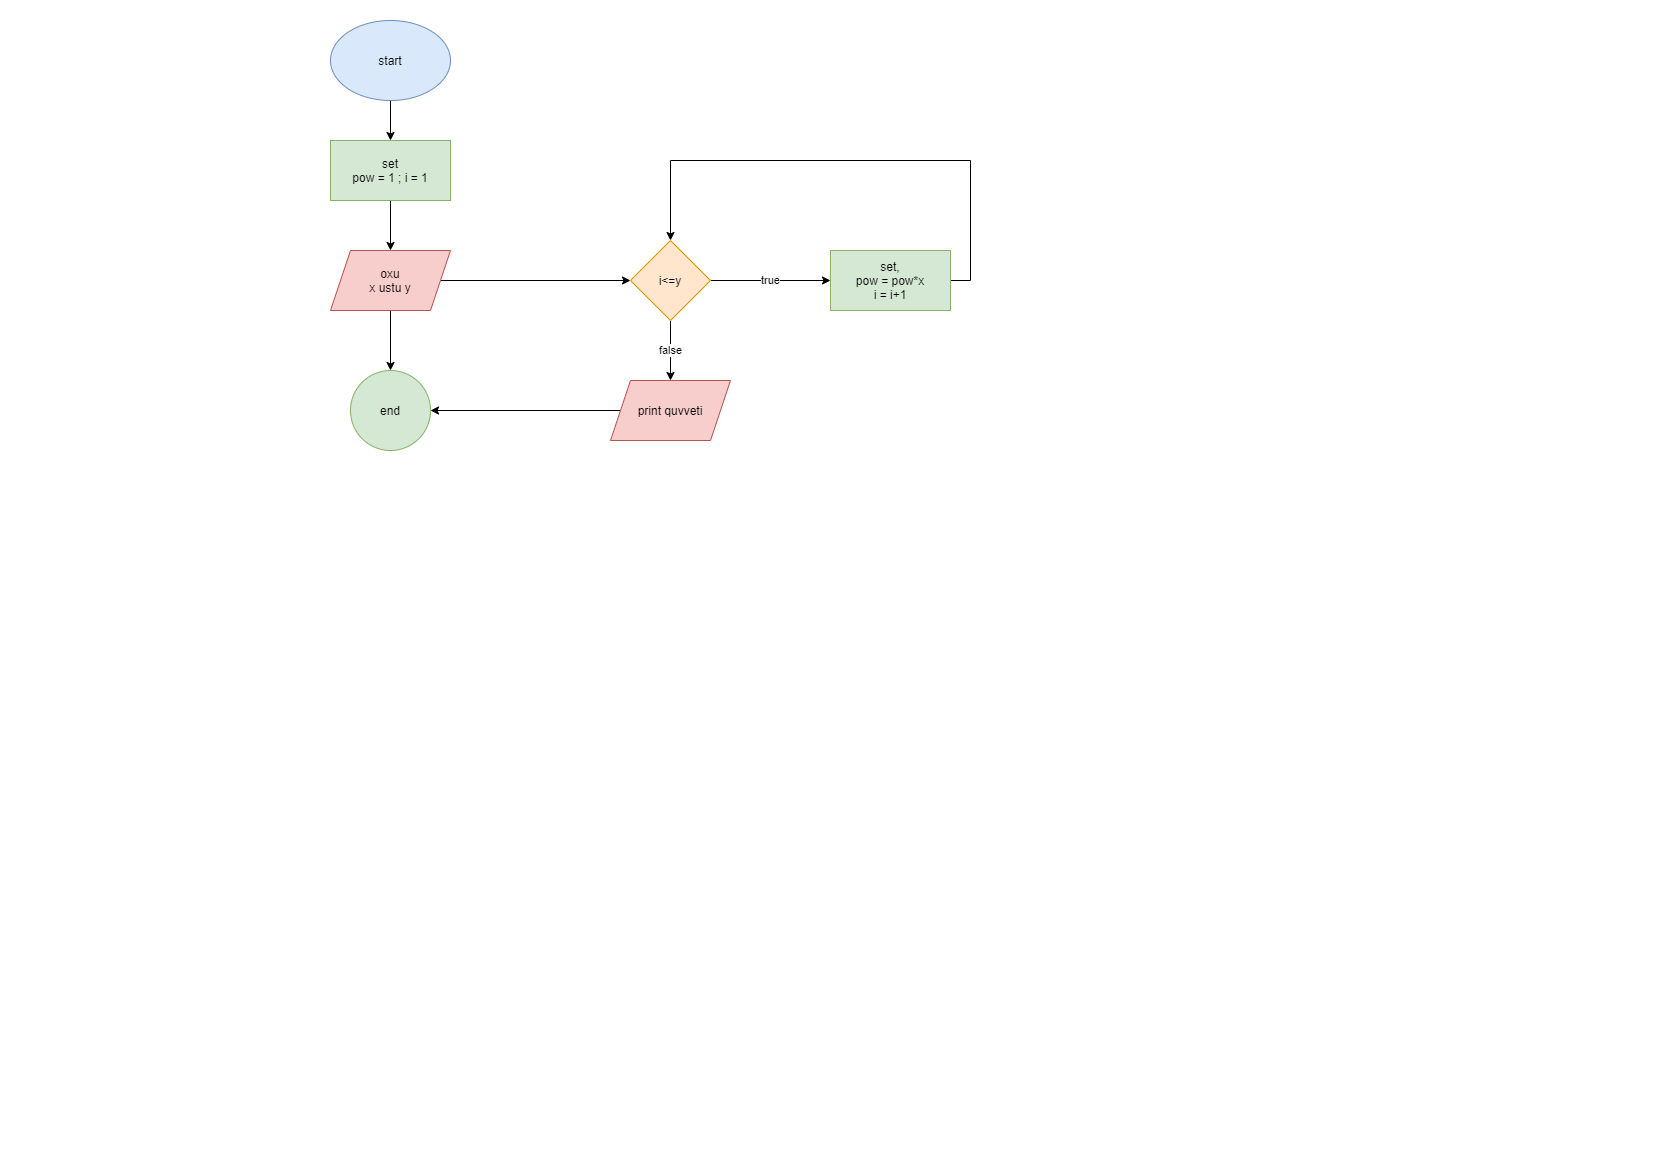 start
set
pow = 1 ; i = 1
oxu
x ustu y
i<=y
true
set,
pow = pow*x
i = i+1
false
print quvveti
end